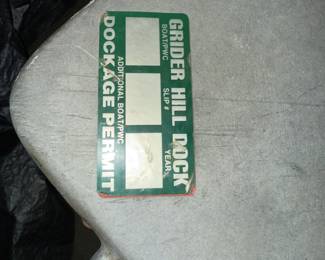 GRIDER HILL DOCK
BOAT/PWC SLIP # YEAR
ADDITIONAL BOAT/PWC
DOCKAGE PERMIT